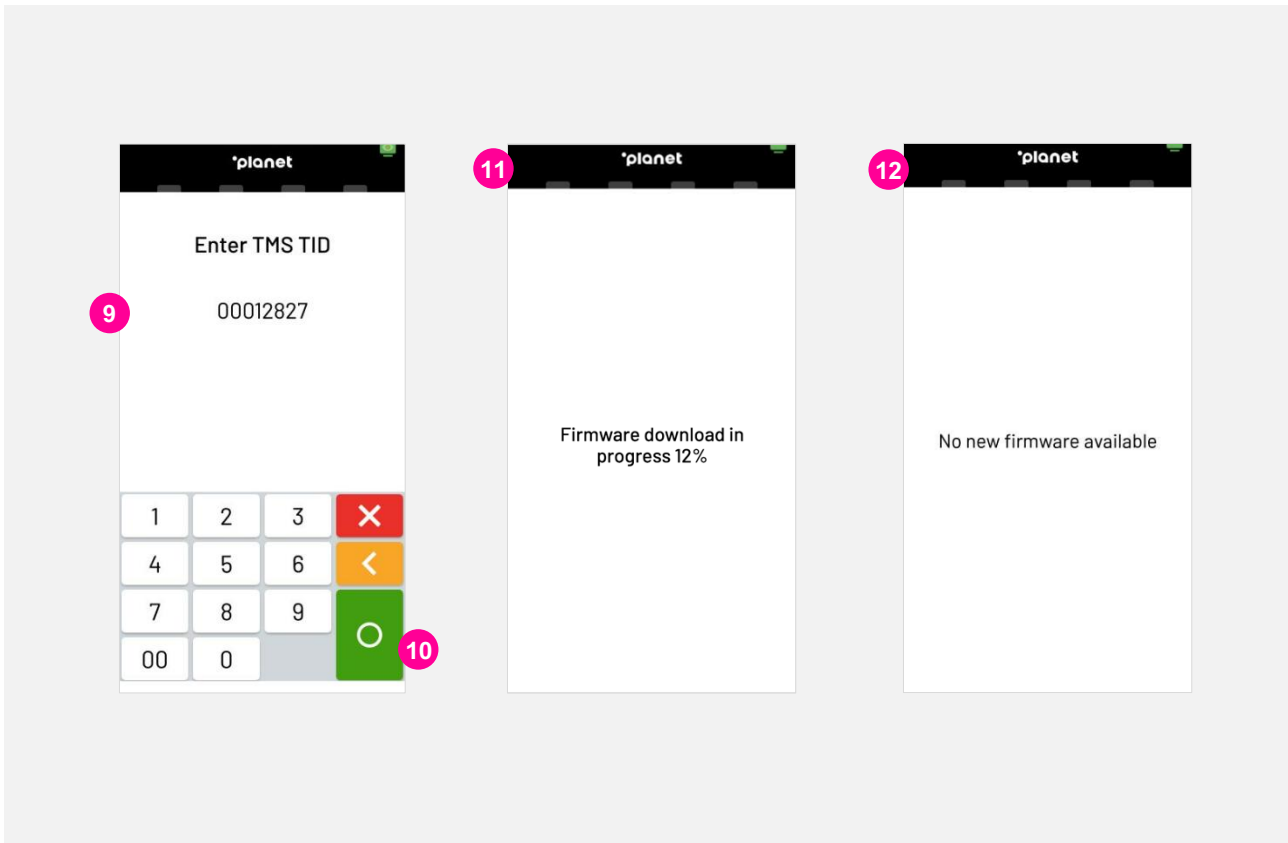 planet
Enter TMS TID
9
00012827
1 2 3
4 5 6
7 8 9
00 0
10
11
planet
Firmware download in
progress 12%
12
planet
No new firmware available